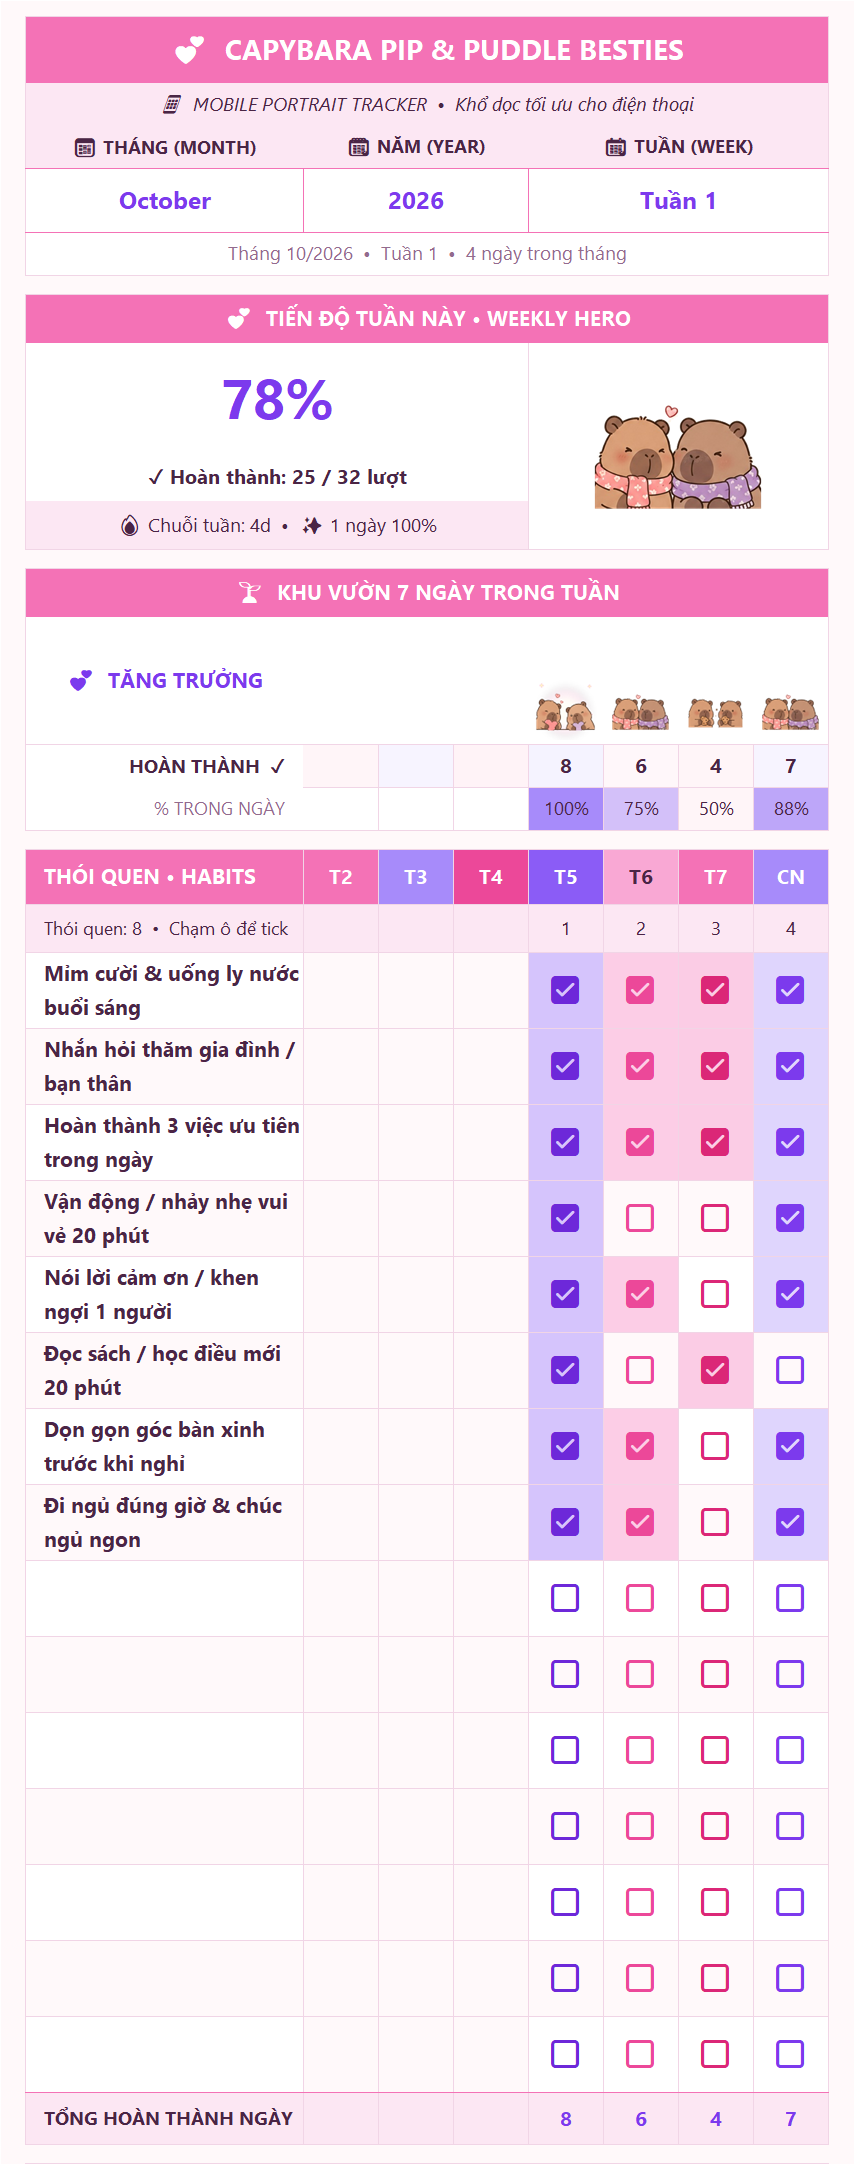 CAPYBARA PIP & PUDDLE BESTIES
MOBILE PORTRAIT TRACKER • Khổ dọc tối ưu cho điện thoại
THÁNG (MONTH) NĂM (YEAR) TUẦN (WEEK)
October 2026 Tuần 1
Tháng 10/2026 • Tuần 1 • 4 ngày trong tháng
TIẾN ĐỘ TUẦN NÀY • WEEKLY HERO
78%
✓ Hoàn thành: 25 / 32 lượt
Chuỗi tuần: 4d • 1 ngày 100%
KHU VƯỜN 7 NGÀY TRONG TUẦN
TĂNG TRƯỞNG
HOÀN THÀNH ✓ 8 6 4 7
% TRONG NGÀY 100% 75% 50% 88%
THÓI QUEN • HABITS T2 T3 T4 T5 T6 T7 CN
Thói quen: 8 • Chạm ô để tick 1 2 3 4
Mỉm cười & uống ly nước
buổi sáng
Nhắn hỏi thăm gia đình /
bạn thân
Hoàn thành 3 việc ưu tiên
trong ngày
Vận động / nhảy nhẹ vui
vẻ 20 phút
Nói lời cảm ơn / khen
ngợi 1 người
Đọc sách / học điều mới
20 phút
Dọn gọn góc bàn xinh
trước khi nghỉ
Đi ngủ đúng giờ & chúc
ngủ ngon
TỔNG HOÀN THÀNH NGÀY 8 6 4 7